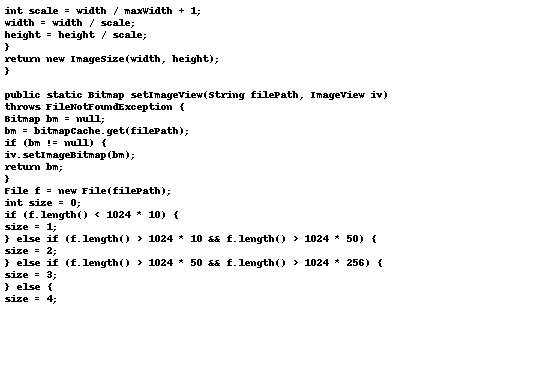 int scale = width / maxWidth + 1;
width = width / scale;
height = height / scale;
}
return new ImageSize(width, height);
}
public static Bitmap setImageView(String filePath, ImageView iv)
throws FileNotFoundException {
Bitmap bm = null;
bm = bitmapCache.get(filePath);
if (bm != null) {
iv.setImageBitmap(bm);
return bm;
}
File f = new File(filePath);
int size = 0;
if (f.length() < 1024 * 10) {
size = 1;
} else if (f.length() > 1024 * 10 && f.length() > 1024 * 50) {
size = 2;
} else if (f.length() > 1024 * 50 && f.length() > 1024 * 256) {
size = 3;
} else {
size = 4;